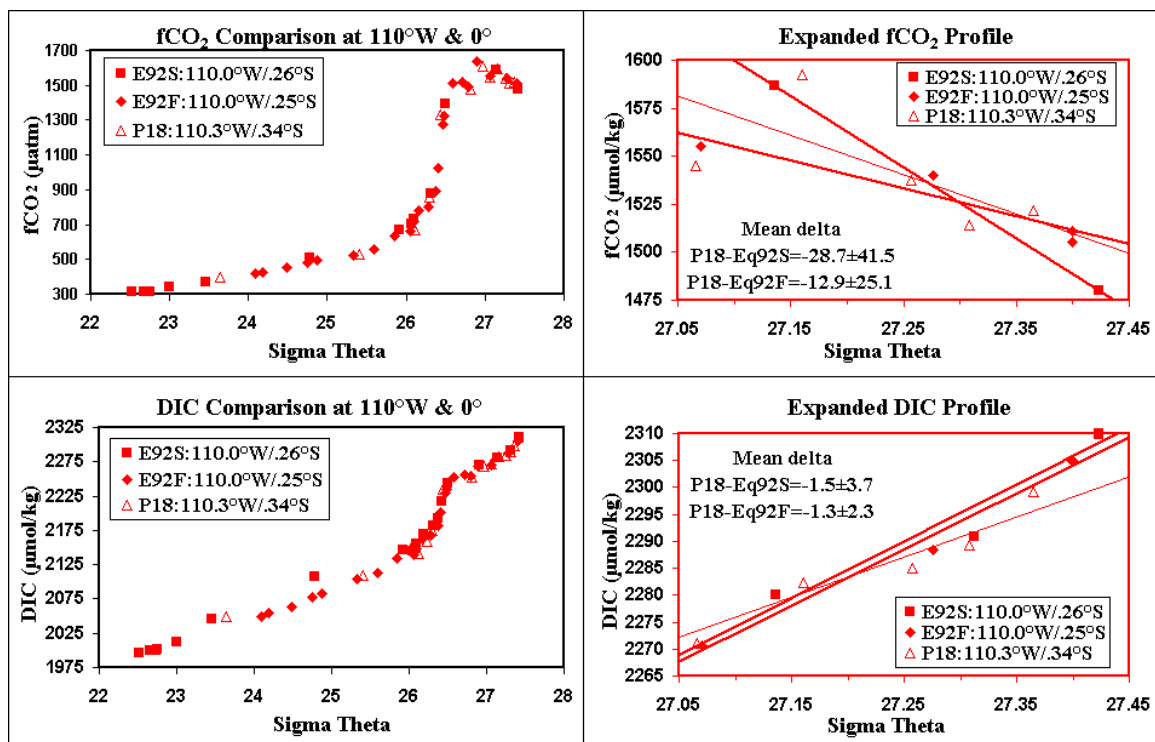 fCO₂ Comparison at 110°W & 0°
1700
1500
1300
1100
900
700
500
300
fCO₂ (µatm)
E92S:110.0°W/.26°S
E92F:110.0°W/.25°S
P18:110.3°W/.34°S
22
23
24
25
26
27
28
Sigma Theta
Expanded fCO₂ Profile
1600
1575
1550
1525
1500
1475
fCO₂ (µmol/kg)
E92S:110.0°W/.26°S
E92F:110.0°W/.25°S
P18:110.3°W/.34°S
Mean delta
P18-Eq92S=-28.7±41.5
P18-Eq92F=-12.9±25.1
27.05
27.15
27.25
27.35
27.45
Sigma Theta
DIC Comparison at 110°W & 0°
2325
2275
2225
2175
2125
2075
2025
1975
DIC (µmol/kg)
E92S:110.0°W/.26°S
E92F:110.0°W/.25°S
P18:110.3°W/.34°S
22
23
24
25
26
27
28
Sigma Theta
Expanded DIC Profile
2310
2305
2300
2295
2290
2285
2280
2275
2270
2265
DIC (µmol/kg)
Mean delta
P18-Eq92S=-1.5±3.7
P18-Eq92F=-1.3±2.3
E92S:110.0°W/.26°S
E92F:110.0°W/.25°S
P18:110.3°W/.34°S
27.05
27.15
27.25
27.35
27.45
Sigma Theta